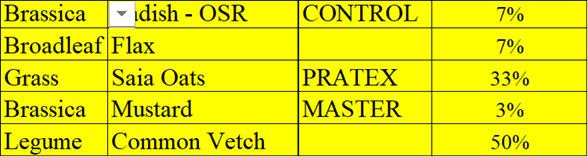 Brassica - OSR CONTROL 7%
Broadleaf Flax 7%
Grass Saia Oats PRATEX 33%
Brassica Mustard MASTER 3%
Legume Common Vetch 50%